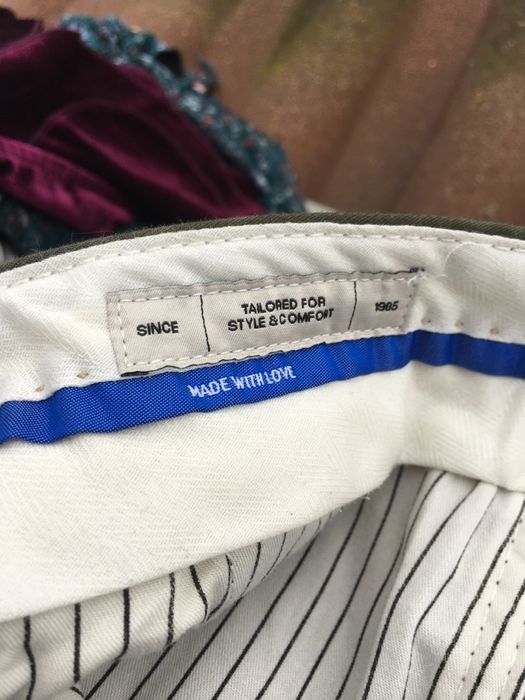 SINCE
TAILORED FOR
STYLE & COMFORT
1985
MADE WITH LOVE